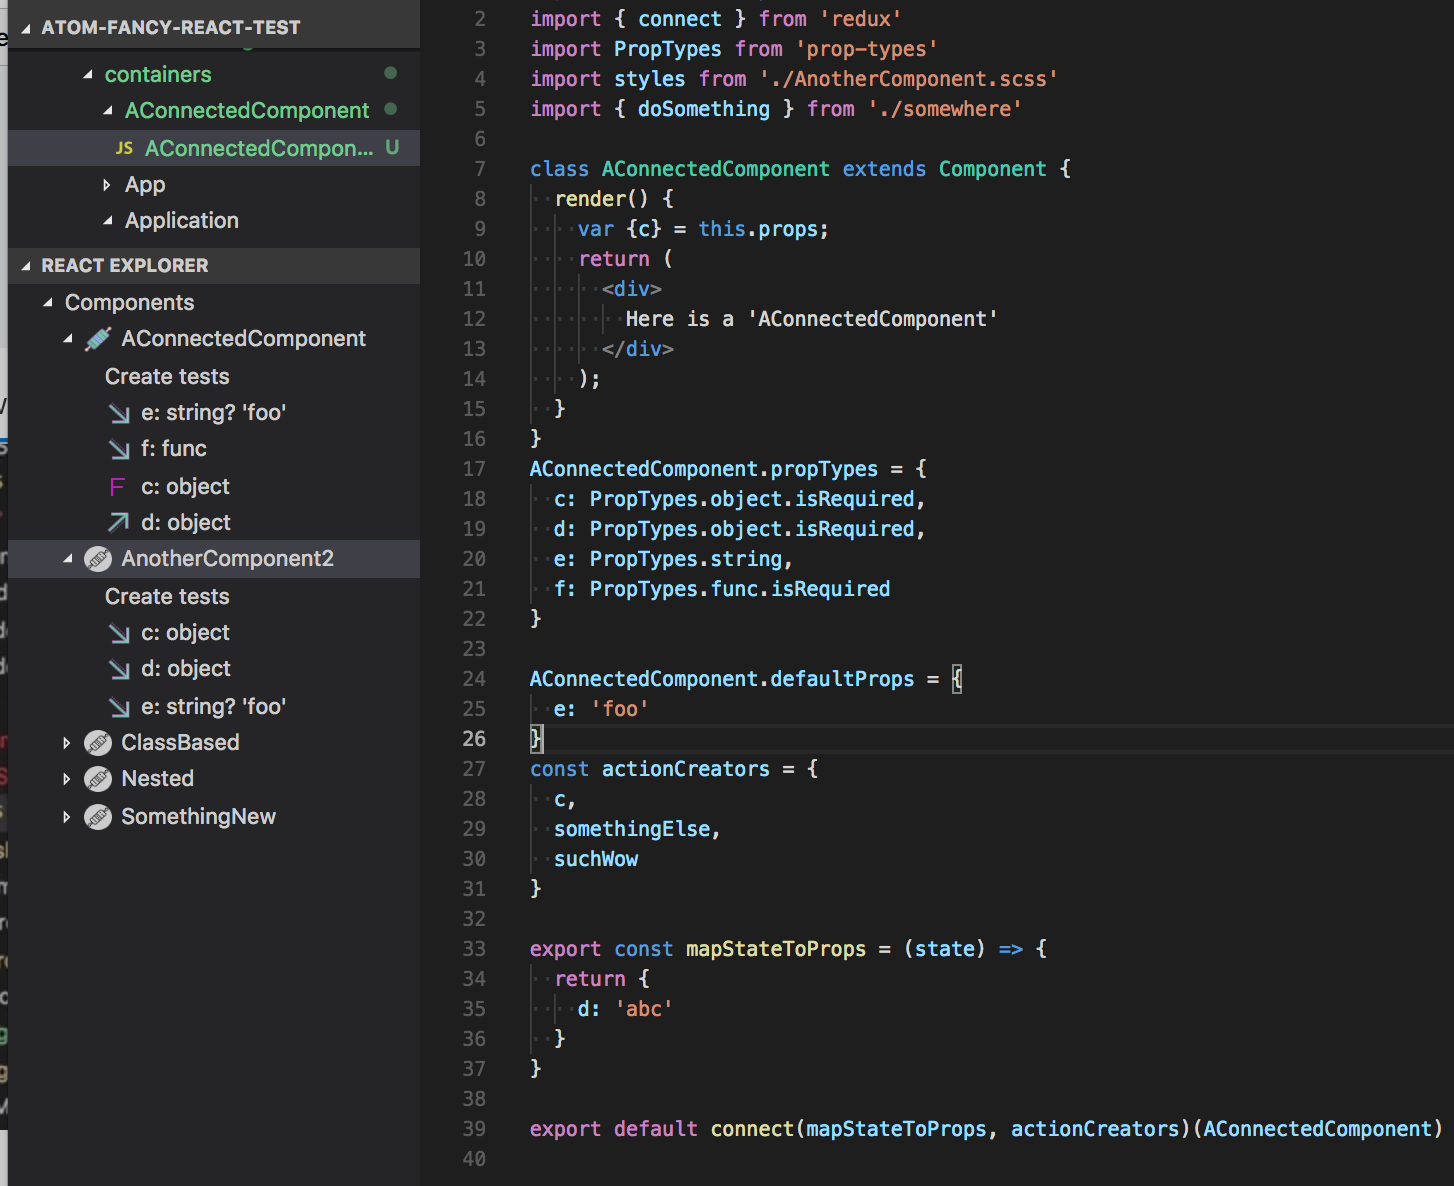 ATOM-FANCY-REACT-TEST
containers
AConnectedComponent
JS AConnectedCompon... U
App
Application
REACT EXPLORER
Components
AConnectedComponent
Create tests
e: string? 'foo'
f: func
F c: object
d: object
AnotherComponent2
Create tests
c: object
d: object
e: string? 'foo'
ClassBased
Nested
SomethingNew
2 import { connect } from 'redux'
3 import PropTypes from 'prop-types'
4 import styles from './AnotherComponent.scss'
5 import { doSomething } from './somewhere'
6
7 class AConnectedComponent extends Component {
8 render() {
9 var {c} = this.props;
10 return (
11 <div>
12 Here is a 'AConnectedComponent'
13 </div>
14 );
15 }
16 }
17 AConnectedComponent.propTypes = {
18 c: PropTypes.object.isRequired,
19 d: PropTypes.object.isRequired,
20 e: PropTypes.string,
21 f: PropTypes.func.isRequired
22 }
23
24 AConnectedComponent.defaultProps = {
25 e: 'foo'
26 }
27 const actionCreators = {
28 c,
29 somethingElse,
30 suchWow
31 }
32
33 export const mapStateToProps = (state) => {
34 return {
35 d: 'abc'
36 }
37 }
38
39 export default connect(mapStateToProps, actionCreators)(AConnectedComponent)
40